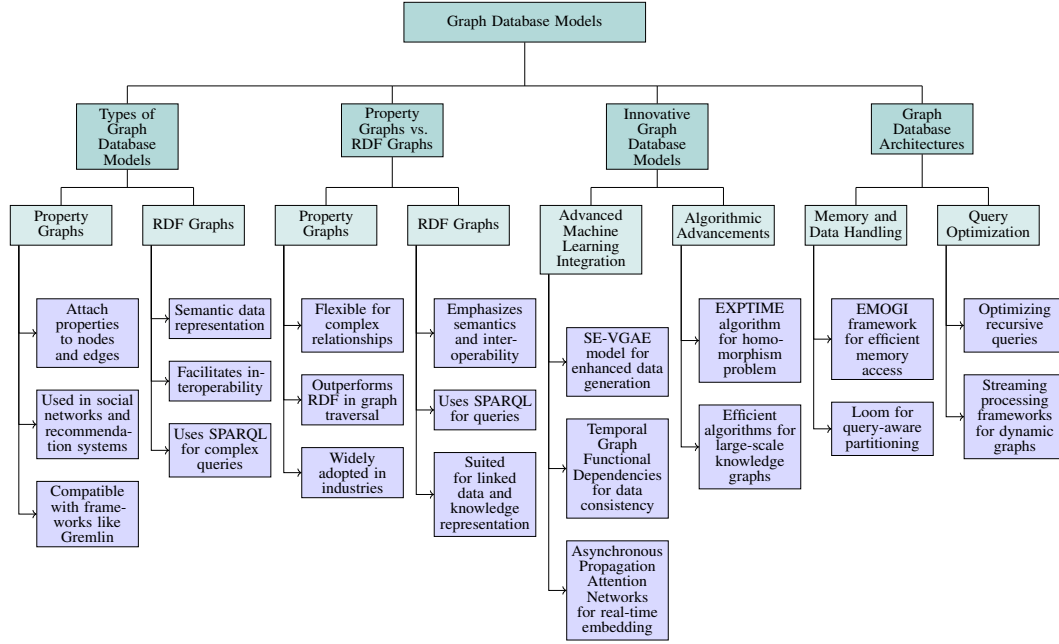 Graph Database Models
Types of
Graph
Database
Models
Property
Graphs vs.
RDF Graphs
Innovative
Graph
Database
Models
Graph
Database
Architectures
Property
Graphs
RDF Graphs
Property
Graphs
RDF Graphs
Advanced
Machine
Learning
Integration
Algorithmic
Advancements
Memory and
Data Handling
Query
Optimization
Attach
properties
to nodes
and edges
Used in social
networks and
recommenda-
tion systems
Compatible
with frame-
works like
Gremlin
Semantic data
representation
Facilitates in-
teroperability
Uses SPARQL
for complex
queries
Flexible for
complex
relationships
Outperforms
RDF in graph
traversal
Widely
adopted in
industries
Emphasizes
semantics
and inter-
operability
Uses SPARQL
for queries
Suited
for linked
data and
knowledge
representation
SE-VGAE
model for
enhanced data
generation
Temporal
Graph
Functional
Dependencies
for data
consistency
Asynchronous
Propagation
Attention
Networks
for real-time
embedding
EXPTIME
algorithm
for homo-
morphism
problem
Efficient
algorithms for
large-scale
knowledge
graphs
EMOGI
framework
for efficient
memory
access
Loom for
query-aware
partitioning
Optimizing
recursive
queries
Streaming
processing
frameworks
for dynamic
graphs